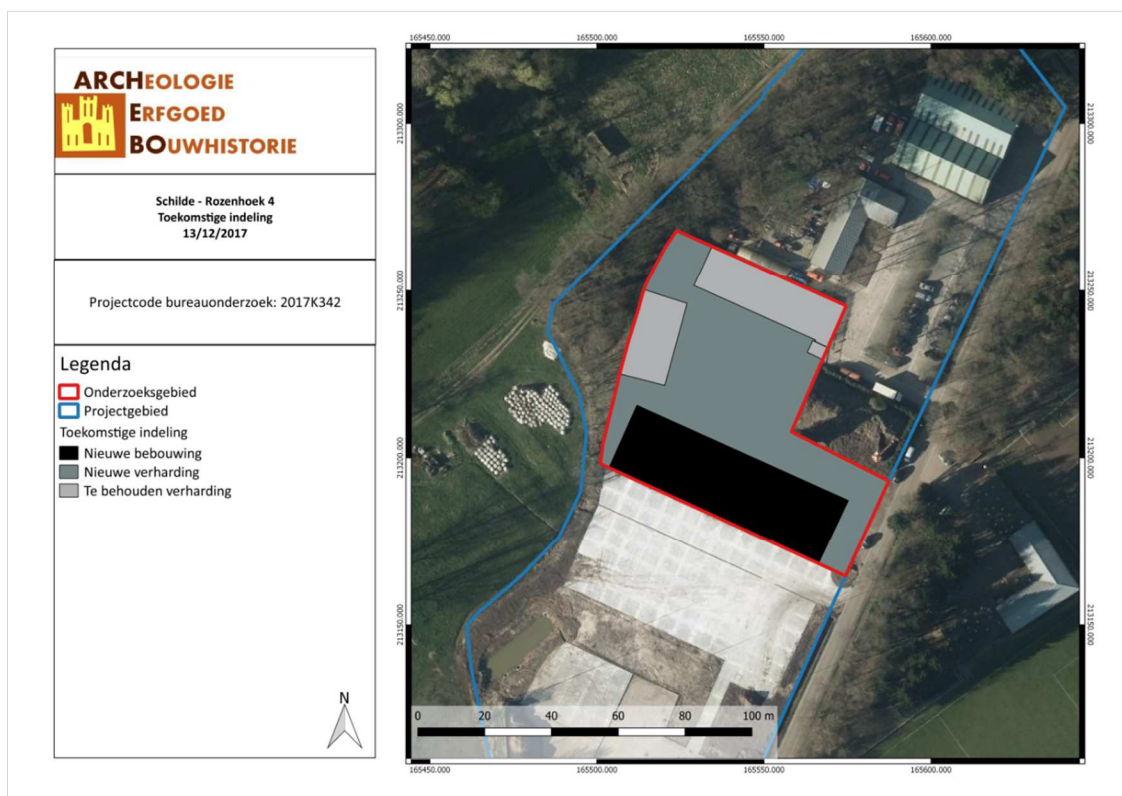 ARCHEOLOGIE
ERFGOED
BOUWHISTORIE
Schilde - Rozenhoek 4
Toekomstige indeling
13/12/2017
Projectcode bureauonderzoek: 2017K342
Legenda
Onderzoeksgebied
Projectgebied
Toekomstige indeling
Nieuwe bebouwing
Nieuwe verharding
Te behouden verharding
N
165450.000 165500.000 165550.000 165600.000
213300.000 213300.000
213250.000 213250.000
213200.000 213200.000
213150.000 213150.000
0 20 40 60 80 100 m
165450.000 165500.000 165550.000 165600.000